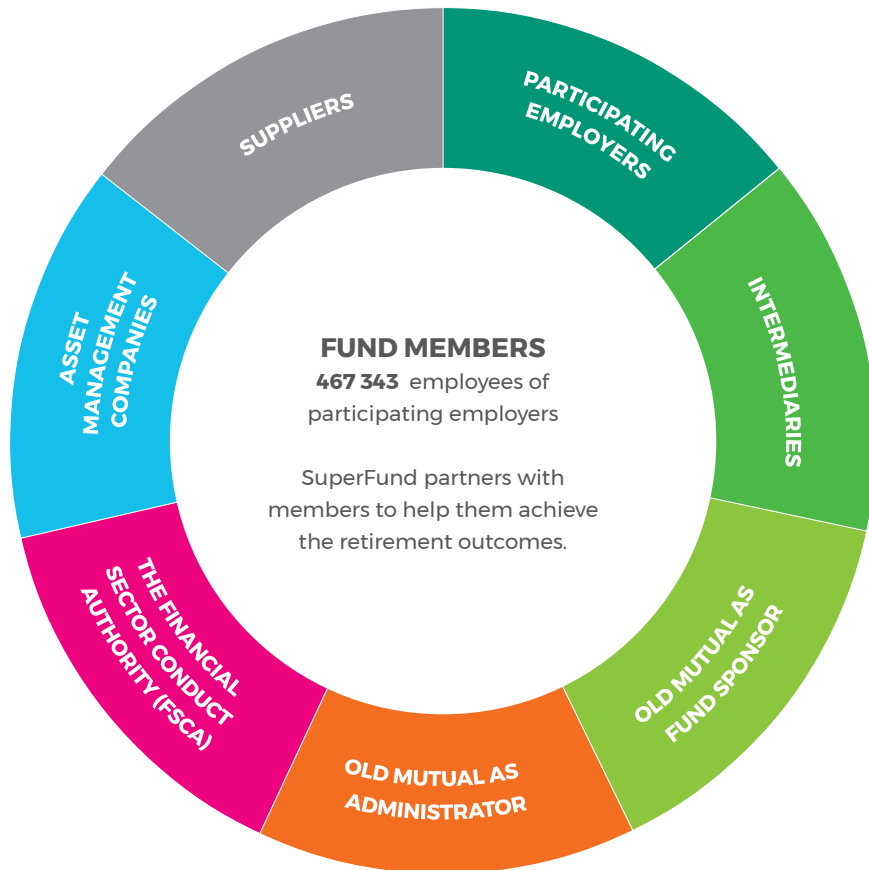 SUPPLIERS
PARTICIPATING
EMPLOYERS
INTERMEDIARIES
OLD MUTUAL AS
FUND SPONSOR
OLD MUTUAL AS
ADMINISTRATOR
THE FINANCIAL
SECTOR CONDUCT
AUTHORITY (FSCA)
ASSET
MANAGEMENT
COMPANIES
FUND MEMBERS
467 343 employees of
participating employers
SuperFund partners with
members to help them achieve
the retirement outcomes.